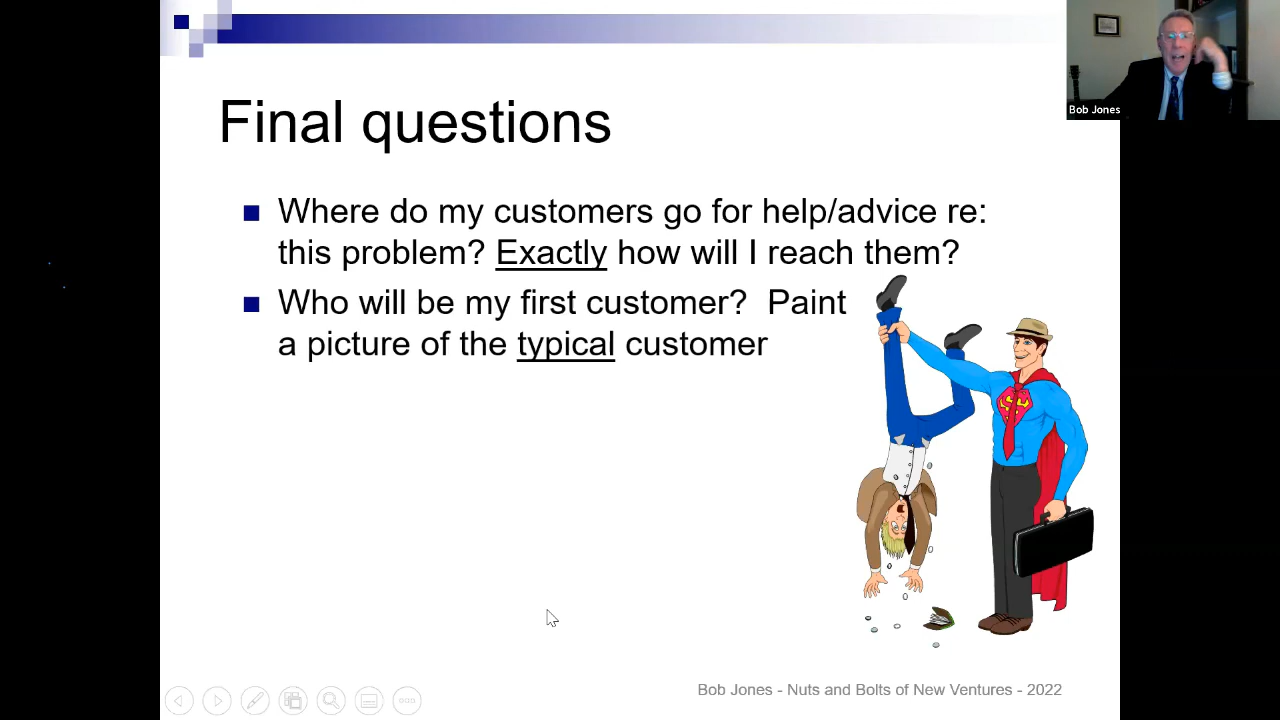 Final questions
Where do my customers go for help/advice re:
this problem? Exactly how will I reach them?
Who will be my first customer? Paint
a picture of the typical customer
Bob Jones - Nuts and Bolts of New Ventures - 2022
Bob Jones